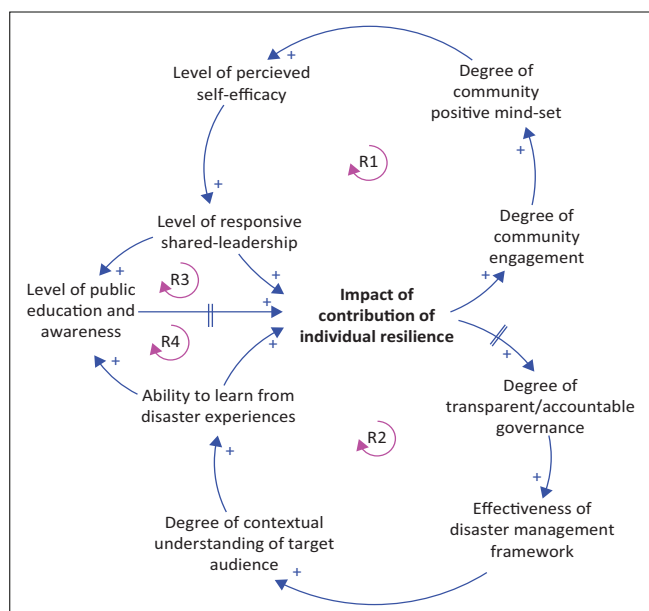 Level of percieved
self-efficacy
Degree of
community
positive mind-set
+
+
R1
+
+
Level of responsive
shared-leadership
Degree of
community
engagement
+
+
+
R3
Level of public
education and
awareness
+
Impact of
contribution of
individual resilience
R4
+
+
+
Ability to learn from
disaster experiences
Degree of
transparent/accountable
governance
R2
+
+
Degree of contextual
understanding of target
audience
Effectiveness of
disaster management
framework
+